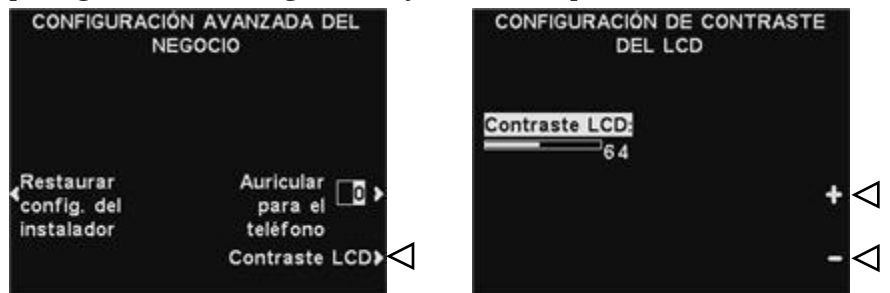 CONFIGURACIÓN AVANZADA DEL
NEGOCIO
Restaurar
config. del
instalador
Auricular
para el
teléfono
0
Contraste LCD
CONFIGURACIÓN DE CONTRASTE
DEL LCD
Contraste LCD:
64
+
-